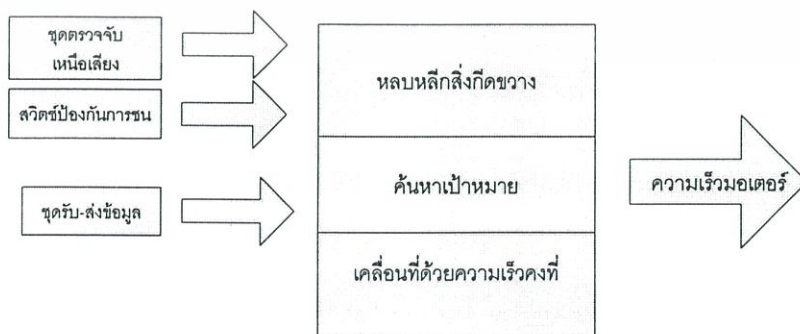 ชุดตรวจจับ
เหนือเสียง
สวิตช์ป้องกันการชน
ชุดรับ-ส่งข้อมูล
หลบหลีกสิ่งกีดขวาง
ค้นหาเป้าหมาย
เคลื่อนที่ด้วยความเร็วคงที่
ความเร็วมอเตอร์